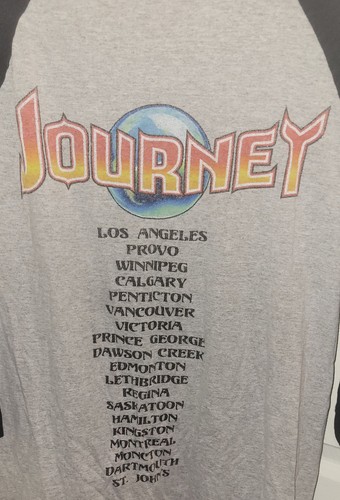 JOURNEY
LOS ANGELES
PROVO
WINNIPEG
CALGARY
PENTICTON
VANCOUVER
VICTORIA
PRINCE GEORGE
DAWSON CREEK
EDMONTON
LETHBRIDGE
REGINA
SASKATOON
HAMILTON
KINGSTON
MONTREAL
MONCTON
DARTMOUTH
ST. JOHN'S